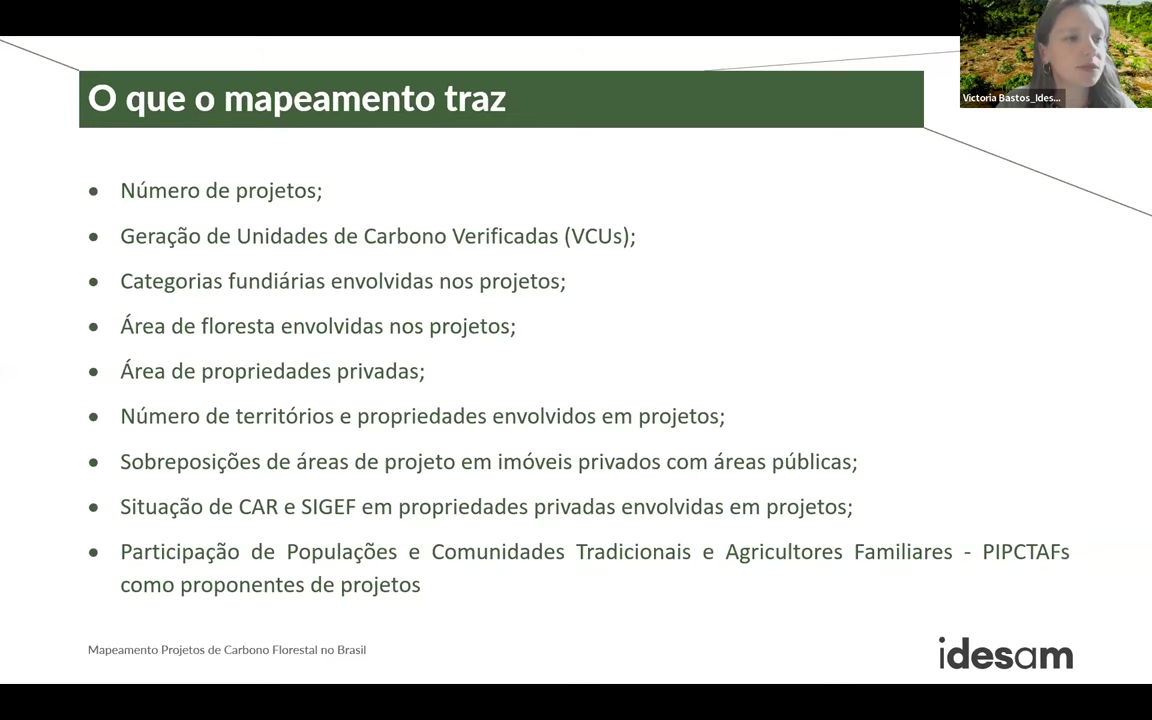 O que o mapeamento traz
Victoria Bastos_Ides...
• Número de projetos;
• Geração de Unidades de Carbono Verificadas (VCUs);
• Categorias fundiárias envolvidas nos projetos;
• Área de floresta envolvidas nos projetos;
• Área de propriedades privadas;
• Número de territórios e propriedades envolvidos em projetos;
• Sobreposições de áreas de projeto em imóveis privados com áreas públicas;
• Situação de CAR e SIGEF em propriedades privadas envolvidas em projetos;
• Participação de Populações e Comunidades Tradicionais e Agricultores Familiares - PIPCTAFs
como proponentes de projetos
Mapeamento Projetos de Carbono Florestal no Brasil
idesam